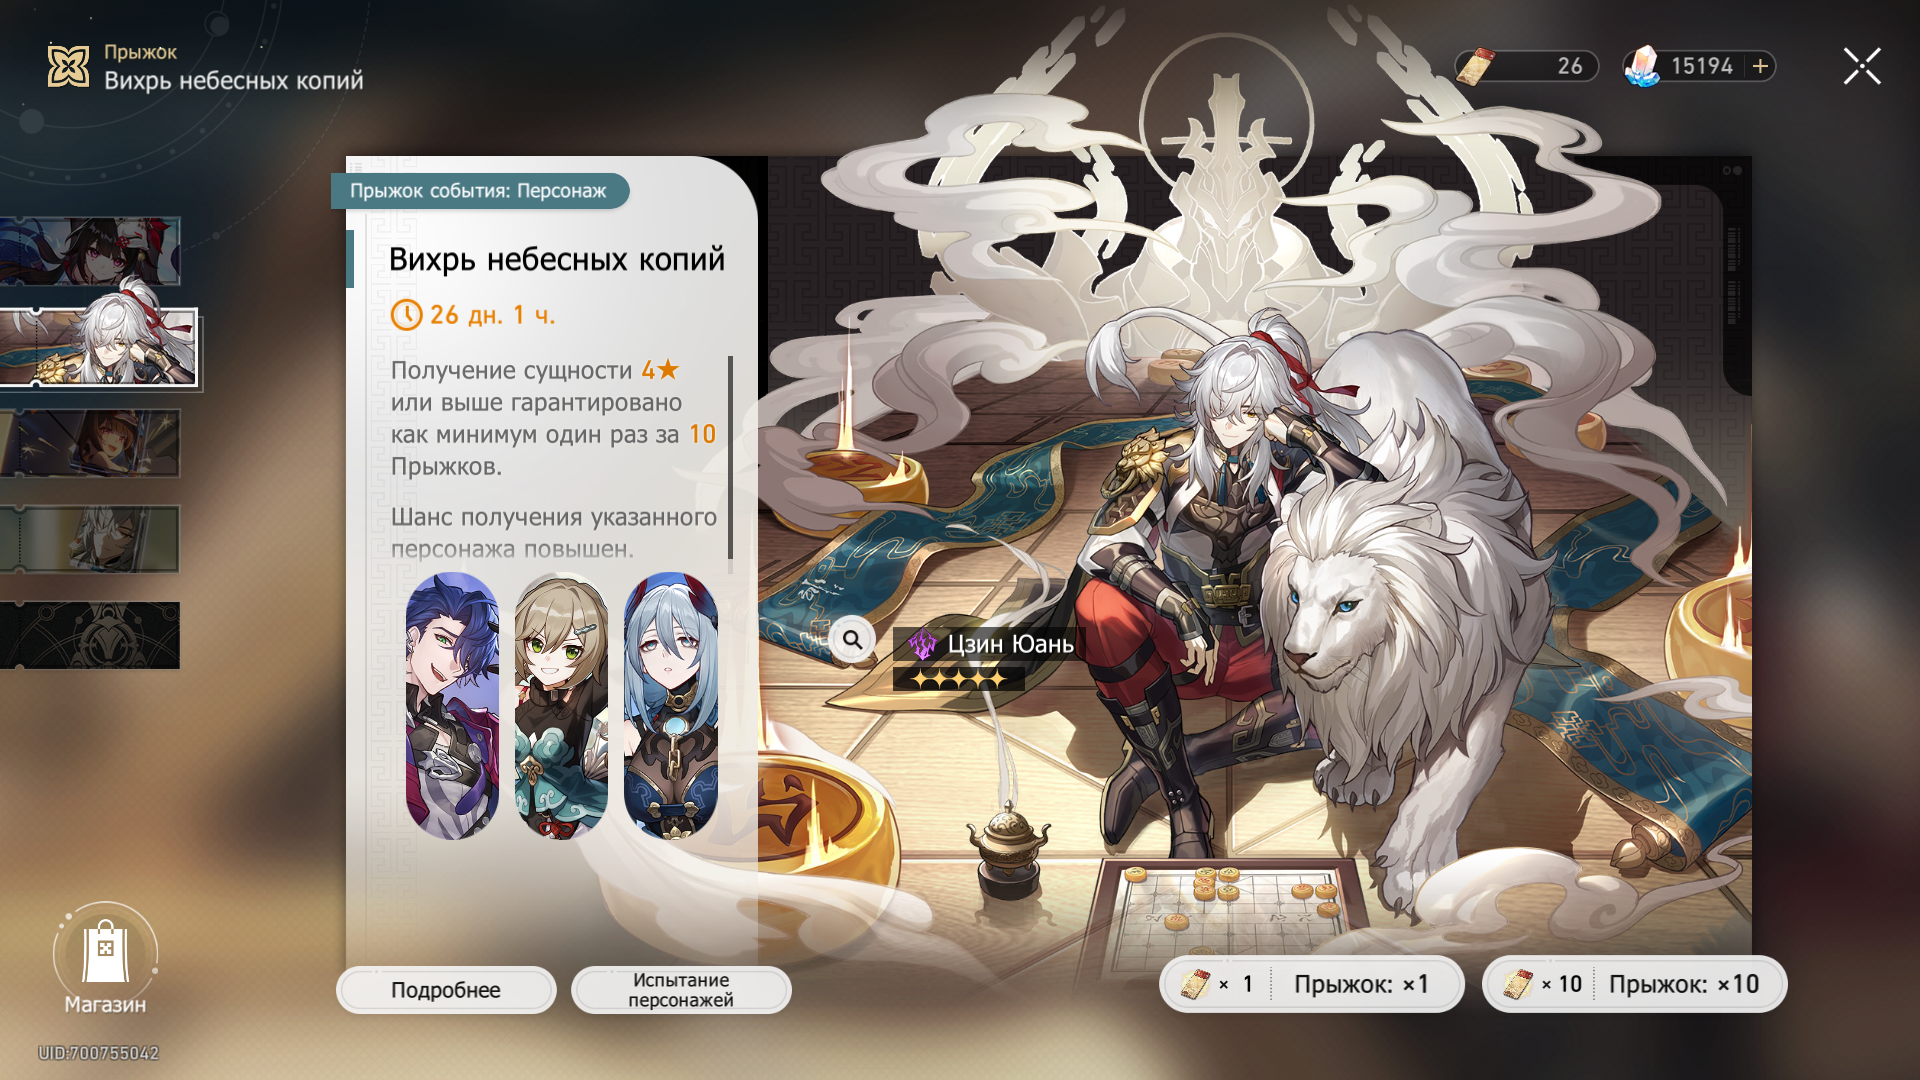 Прыжок
Вихрь небесных копий
26
15194
Прыжок события: Персонаж
Вихрь небесных копий
26 дн. 1 ч.
Получение сущности 4★
или выше гарантировано
как минимум один раз за 10
Прыжков.
Шанс получения указанного
персонажа повышен.
Цзин Юань
Магазин
Подробнее
Испытание
персонажей
× 1 Прыжок: ×1
× 10 Прыжок: ×10
UID:700755042